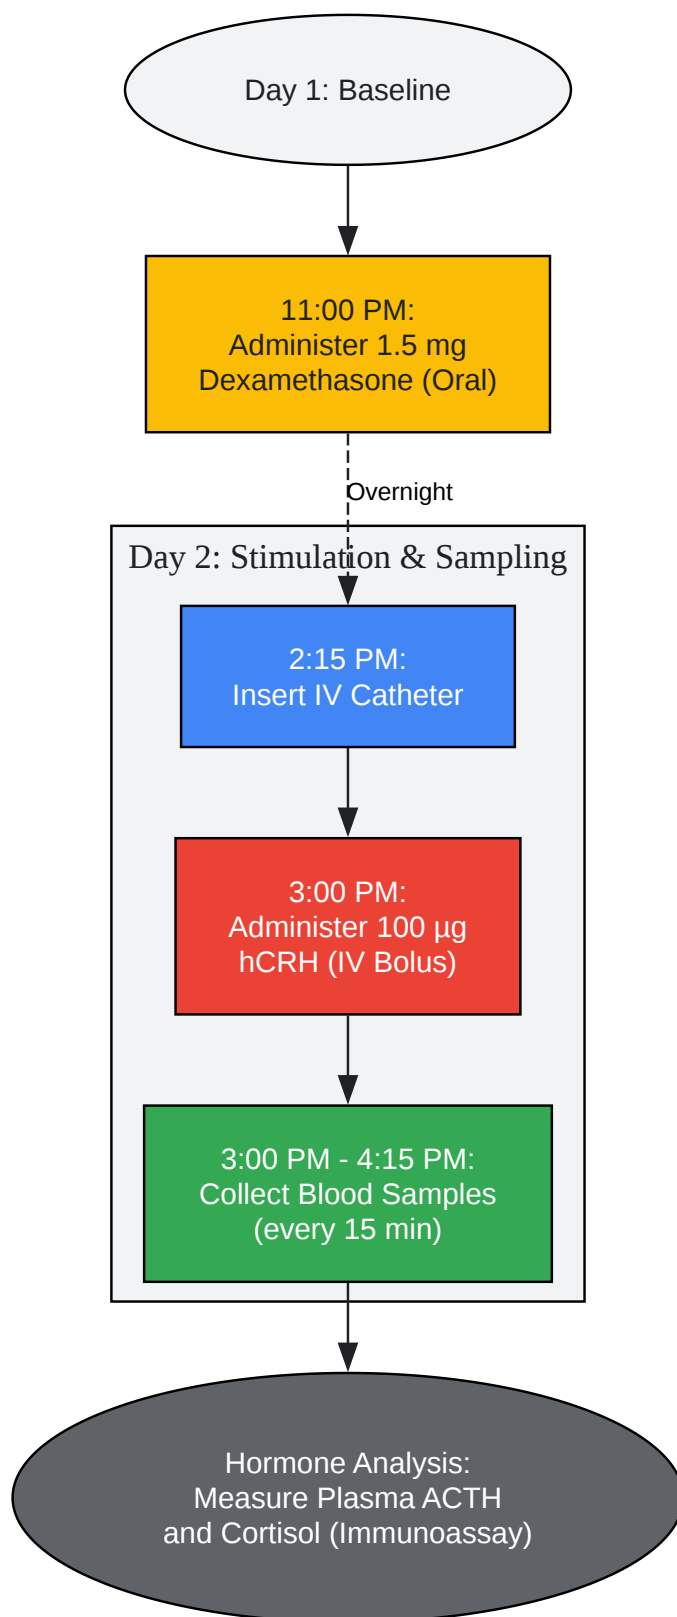 Day 1: Baseline
11:00 PM:
Administer 1.5 mg
Dexamethasone (Oral)
Overnight
Day 2: Stimulation & Sampling
2:15 PM:
Insert IV Catheter
3:00 PM:
Administer 100 µg
hCRH (IV Bolus)
3:00 PM - 4:15 PM:
Collect Blood Samples
(every 15 min)
Hormone Analysis:
Measure Plasma ACTH
and Cortisol (Immunoassay)